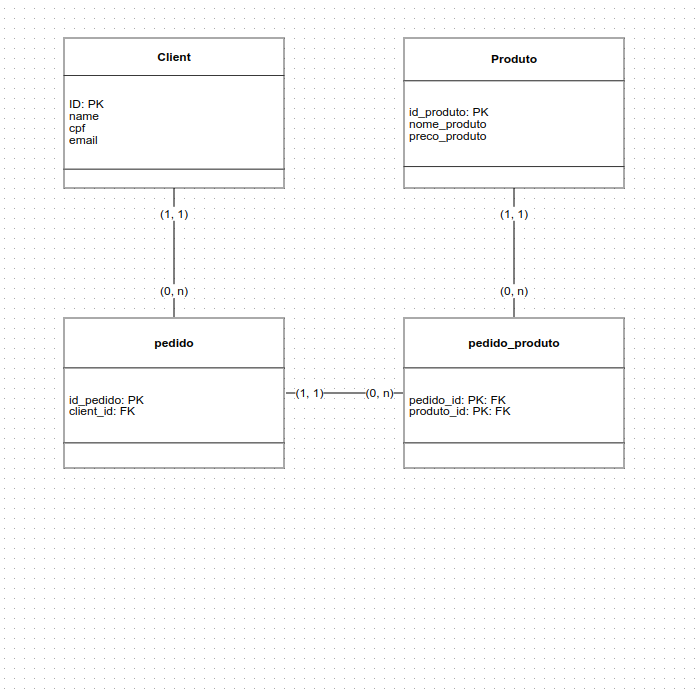 Client
ID: PK
name
cpf
email
Produto
id_produto: PK
nome_produto
preco_produto
(1, 1)
(0, n)
(1, 1)
(0, n)
pedido
id_pedido: PK
client_id: FK
(1, 1)
(0, n)
pedido_produto
pedido_id: PK: FK
produto_id: PK: FK